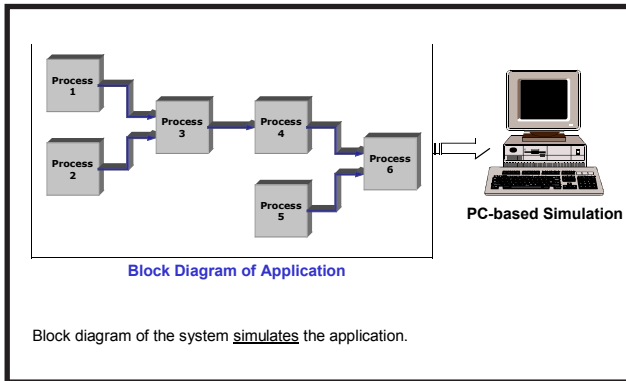 Process
1
Process
2
Process
3
Process
4
Process
5
Process
6
PC-based Simulation
Block Diagram of Application
Block diagram of the system simulates the application.